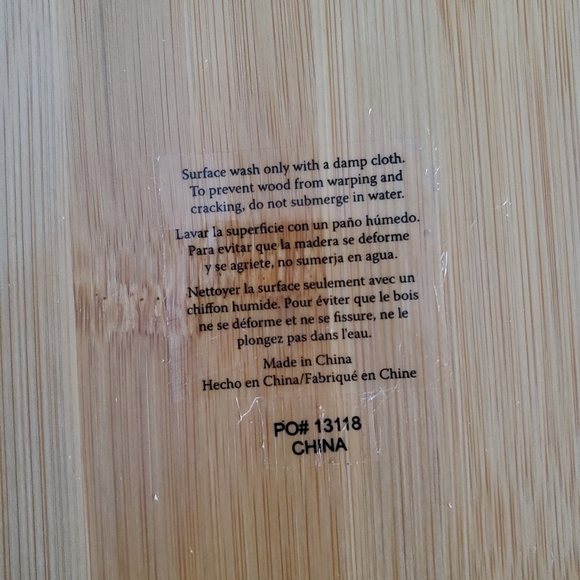 Surface wash only with a damp cloth.
To prevent wood from warping and
cracking, do not submerge in water.
Lavar la superficie con un paño húmedo.
Para evitar que la madera se deforme
y se agriete, no sumerja en agua.
Nettoyer la surface seulement avec un
chiffon humide. Pour éviter que le bois
ne se déforme et ne se fissure, ne le
plongez pas dans l'eau.
Made in China
Hecho en China/Fabriqué en Chine
PO# 13118
CHINA